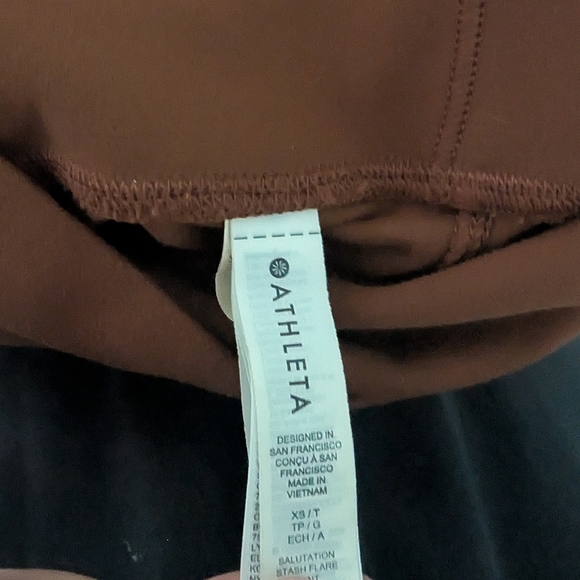 ATHLETA
DESIGNED IN
SAN FRANCISCO
CONÇU À SAN
FRANCISCO
MADE IN
VIETNAM
XS / T
TP / G
ECH / A
SALUTATION
STASH FLARE